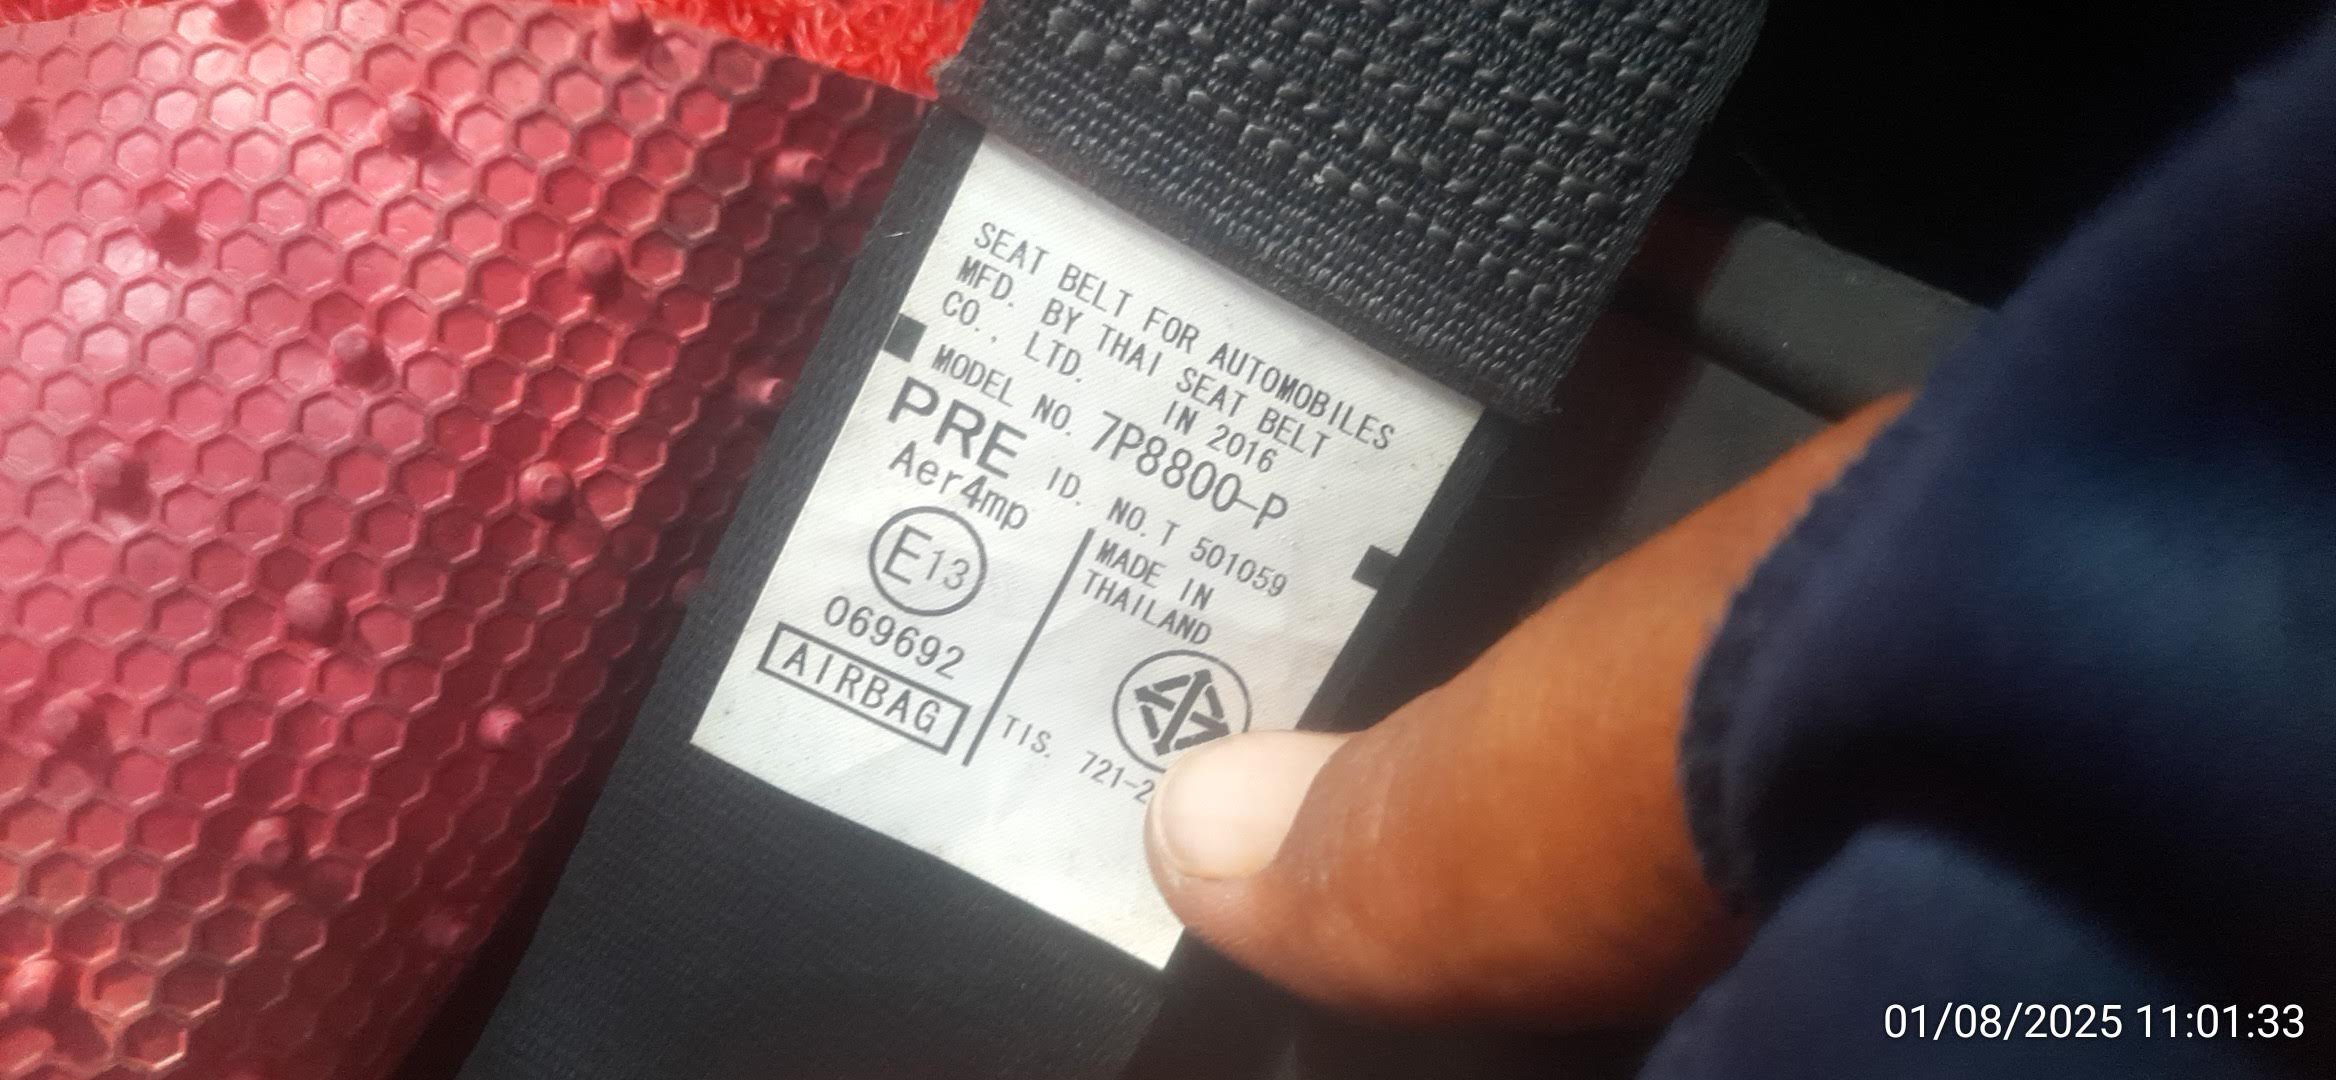 SEAT BELT FOR AUTOMOBILES
MFD. BY THAI SEAT BELT
CO., LTD. IN 2016
MODEL NO. 7P8800-P
PRE ID. NO. T 501059
Aer4mp
E13
069692
AIRBAG
MADE IN
THAILAND
TIS. 721-2
01/08/2025 11:01:33